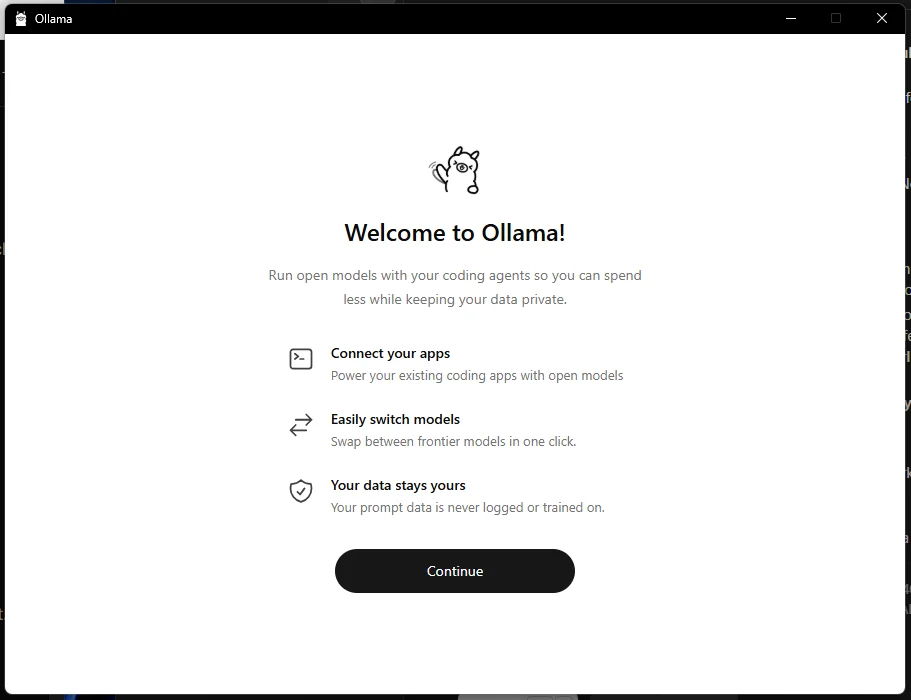 Ollama
Welcome to Ollama!
Run open models with your coding agents so you can spend
less while keeping your data private.
Connect your apps
Power your existing coding apps with open models
Easily switch models
Swap between frontier models in one click.
Your data stays yours
Your prompt data is never logged or trained on.
Continue